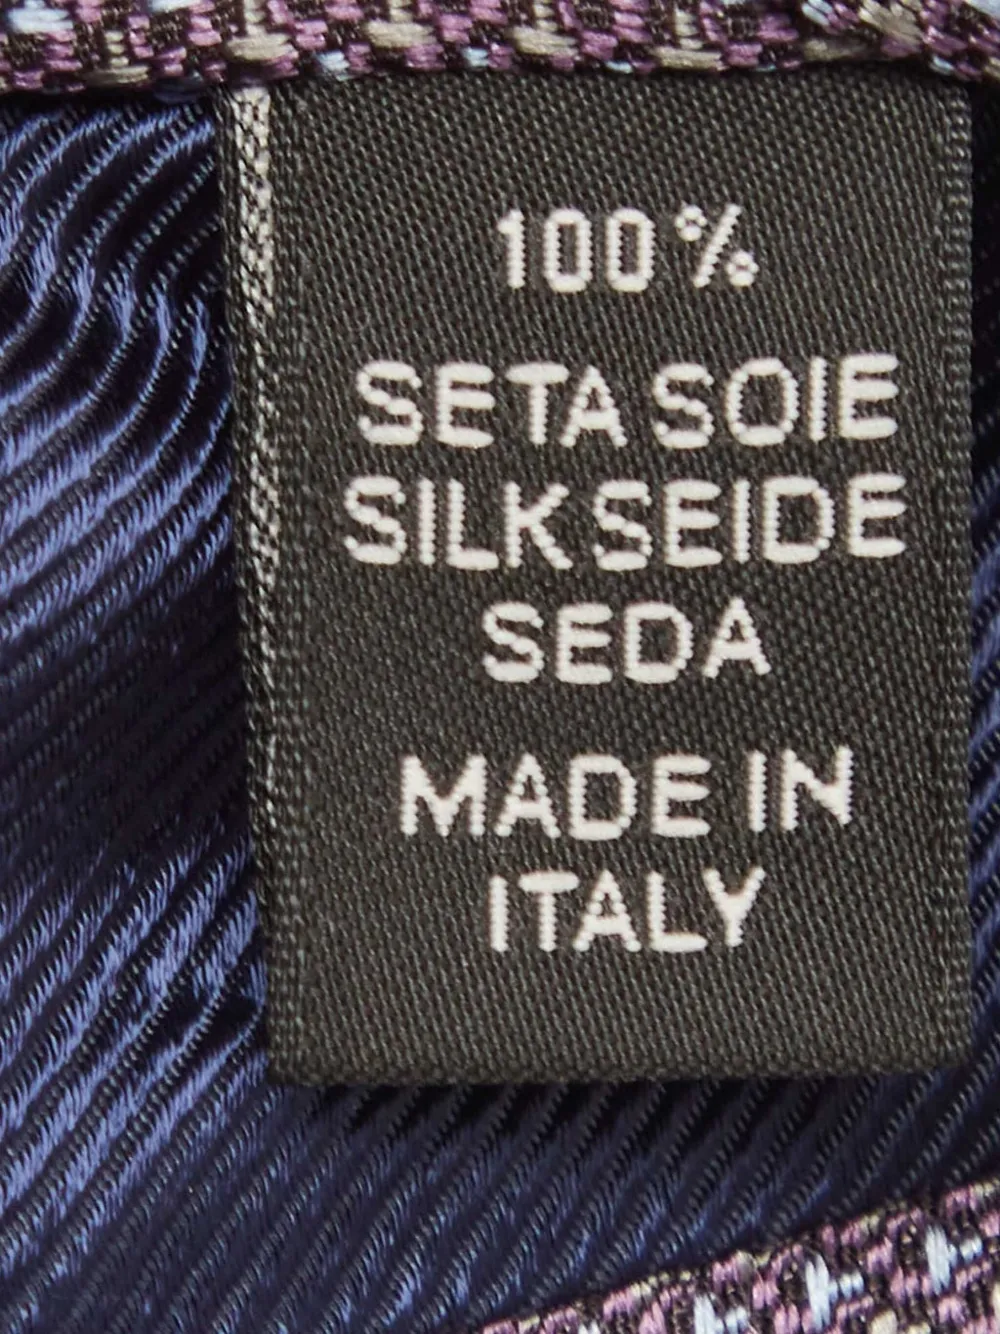 100%
SETA SOIE
SILK SEIDE
SEDA
MADE IN
ITALY